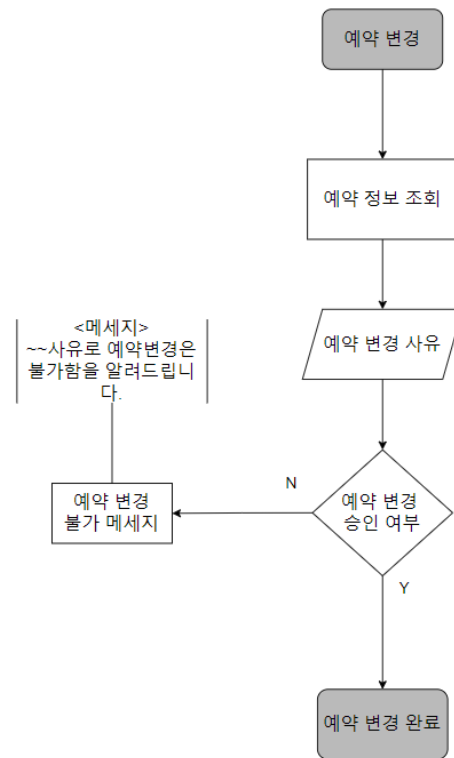 예약 변경
예약 정보 조회
<메세지>
~~사유로 예약변경은
불가함을 알려드립니
다.
예약 변경 사유
N
예약 변경
불가 메세지
예약 변경
승인 여부
Y
예약 변경 완료